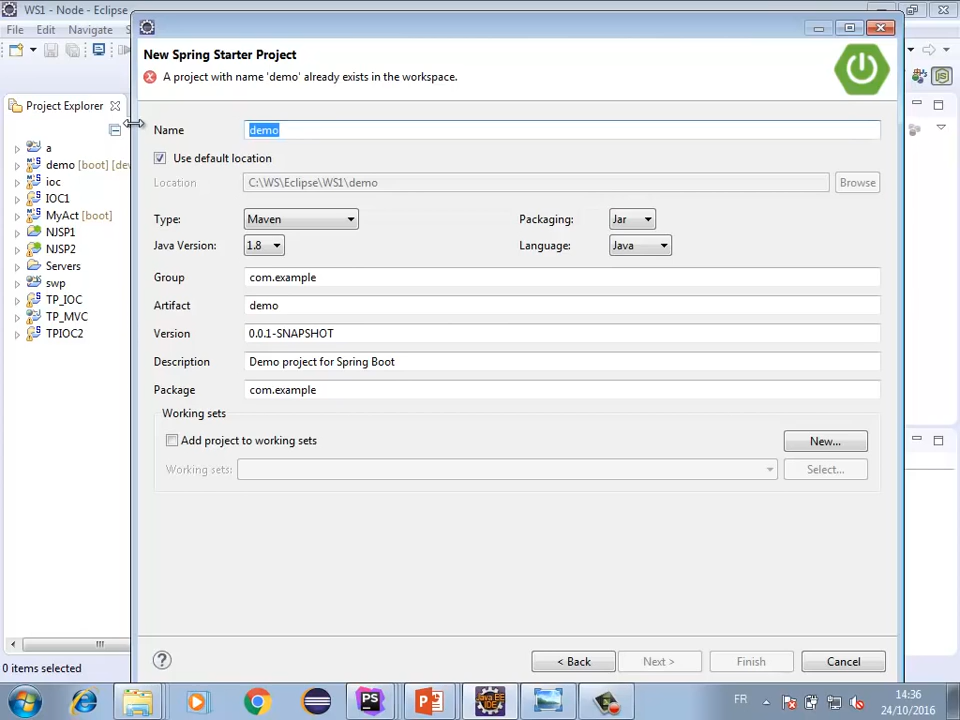 WS1 - Node - Eclipse
File Edit Navigate
Project Explorer
a
demo [boot]
ioc
IOC1
MyAct [boot]
NJSP1
NJSP2
Servers
swp
TP_IOC
TP_MVC
TPIOC2
0 items selected
New Spring Starter Project
A project with name 'demo' already exists in the workspace.
Name demo
Use default location
Location C:\WS\Eclipse\WS1\demo Browse
Type: Maven Packaging: Jar
Java Version: 1.8 Language: Java
Group com.example
Artifact demo
Version 0.0.1-SNAPSHOT
Description Demo project for Spring Boot
Package com.example
Working sets
Add project to working sets New...
Working sets: Select...
< Back Next > Finish Cancel
PS Java EE IDE FR 14:36
24/10/2016